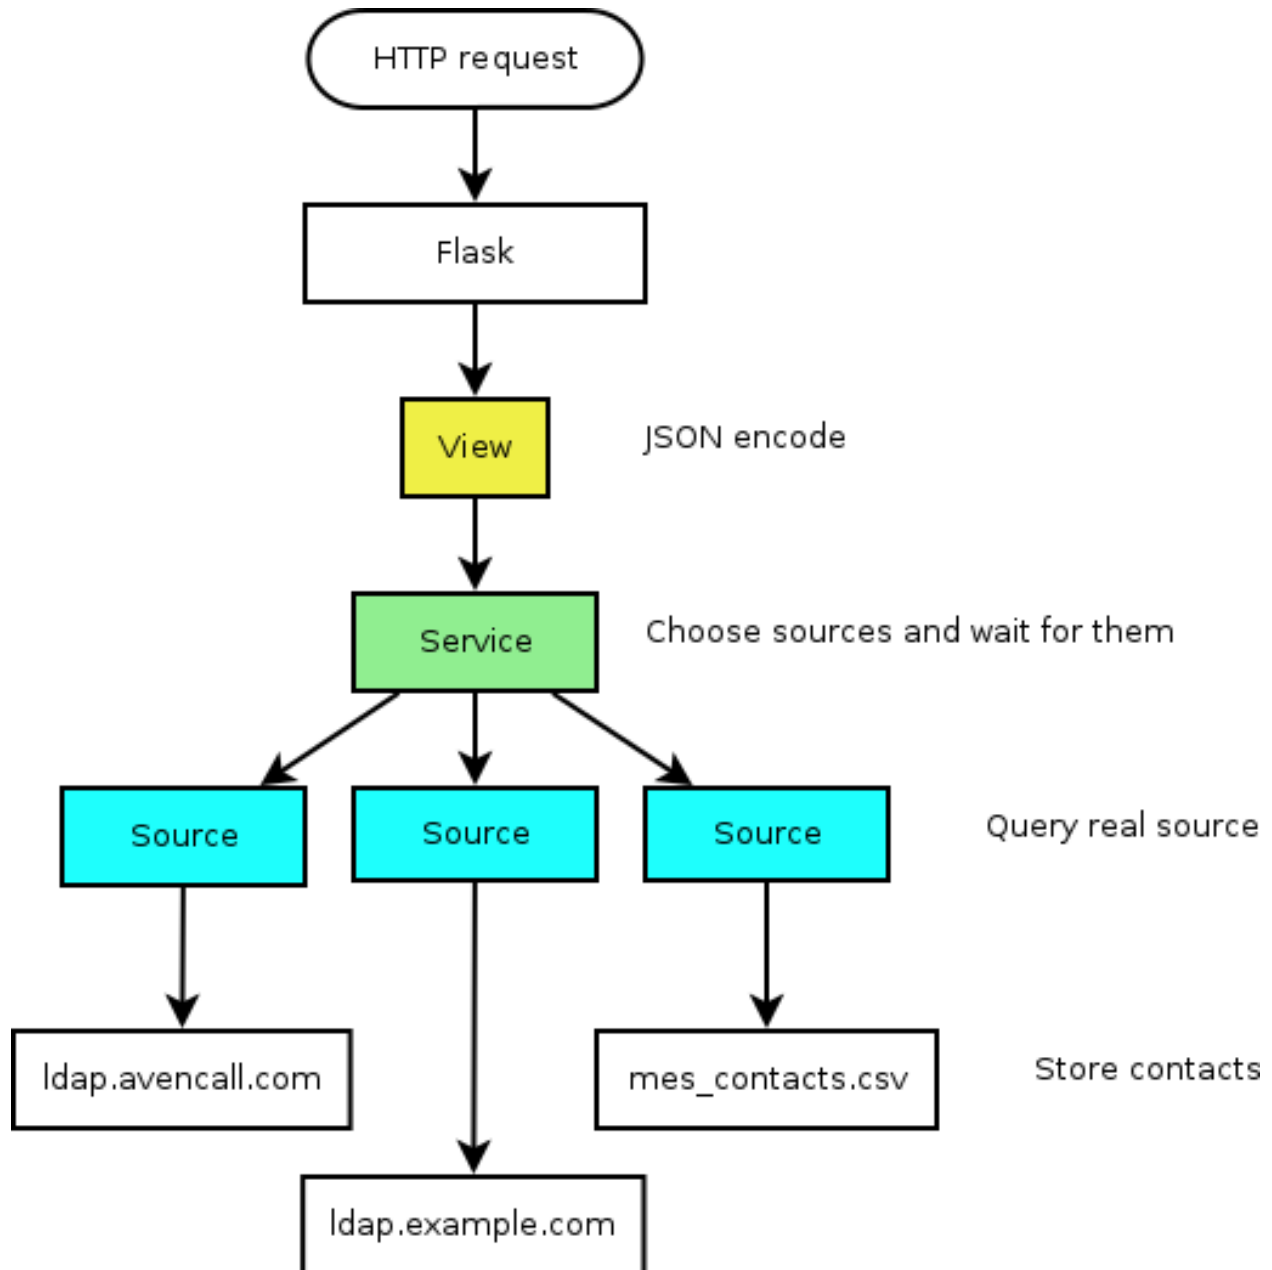 HTTP request
Flask
View
JSON encode
Service
Choose sources and wait for them
Source
Source
Source
Query real source
ldap.avencall.com
mes_contacts.csv
Store contacts
ldap.example.com